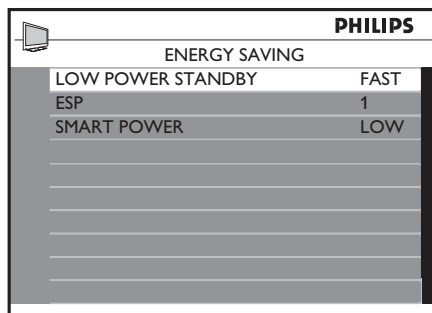 PHILIPS
ENERGY SAVING
LOW POWER STANDBY FAST
ESP 1
SMART POWER LOW